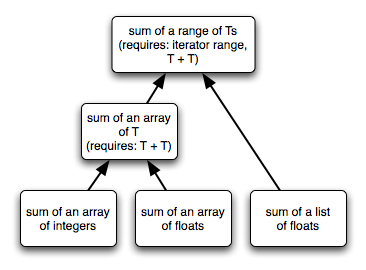 sum of a range of Ts
(requires: iterator range,
T + T)
sum of an array
of T
(requires: T + T)
sum of an array
of integers
sum of an array
of floats
sum of a list
of floats